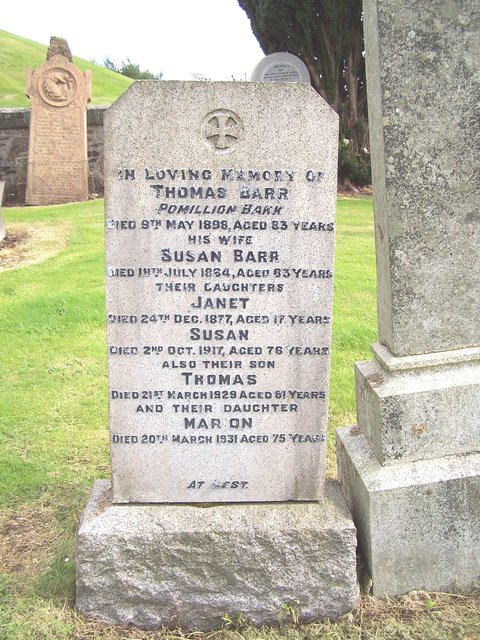 In Loving Memory of
Thomas Barr
Pomillion Bank
Died 9th May 1898, Aged 83 Years
his wife
Susan Barr
Died 19th July 1864, Aged 63 Years
their daughters
Janet
Died 24th Dec. 1877, Aged 17 Years
Susan
Died 2nd Oct. 1917, Aged 76 Years
also their son
Thomas
Died 21st March 1929 Aged 81 Years
and their daughter
Marion
Died 20th March 1931 Aged 75 Years
At Rest.